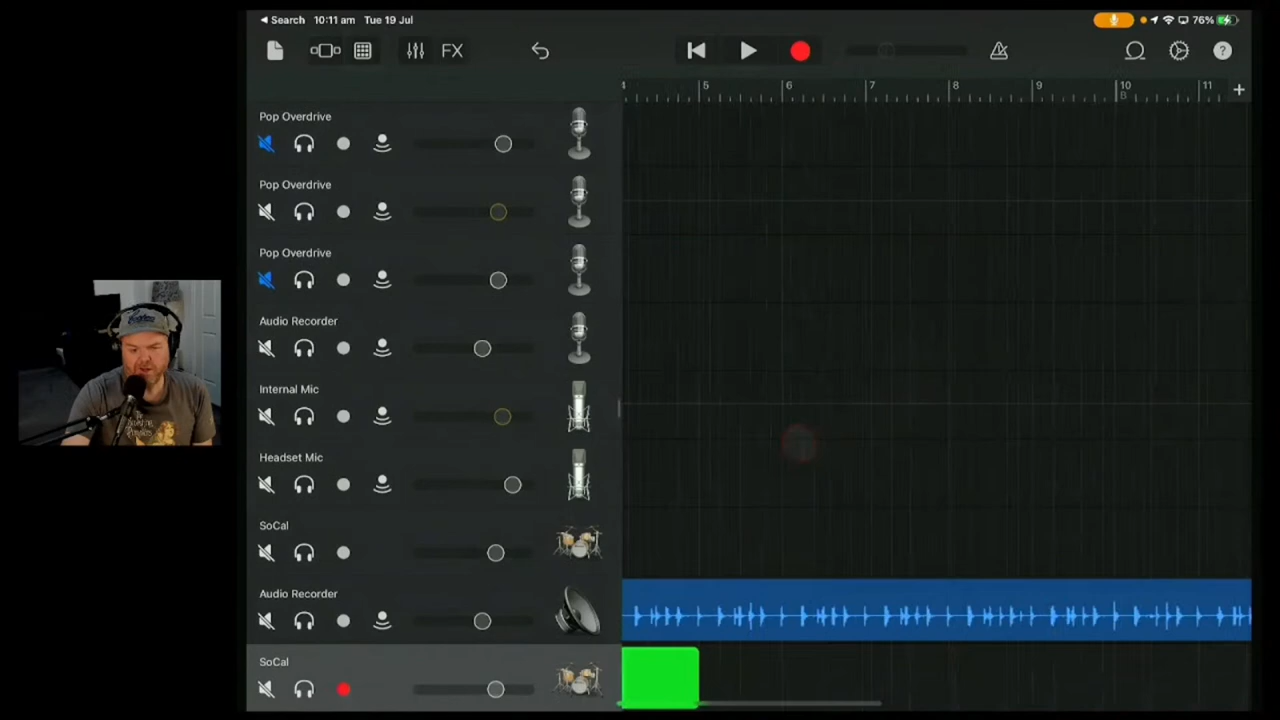 Search 10:11 am Tue 19 Jul 76%
FX
4 5 6 7 8 9 10 11
B
Pop Overdrive
Pop Overdrive
Pop Overdrive
Audio Recorder
Internal Mic
Headset Mic
SoCal
Audio Recorder
SoCal